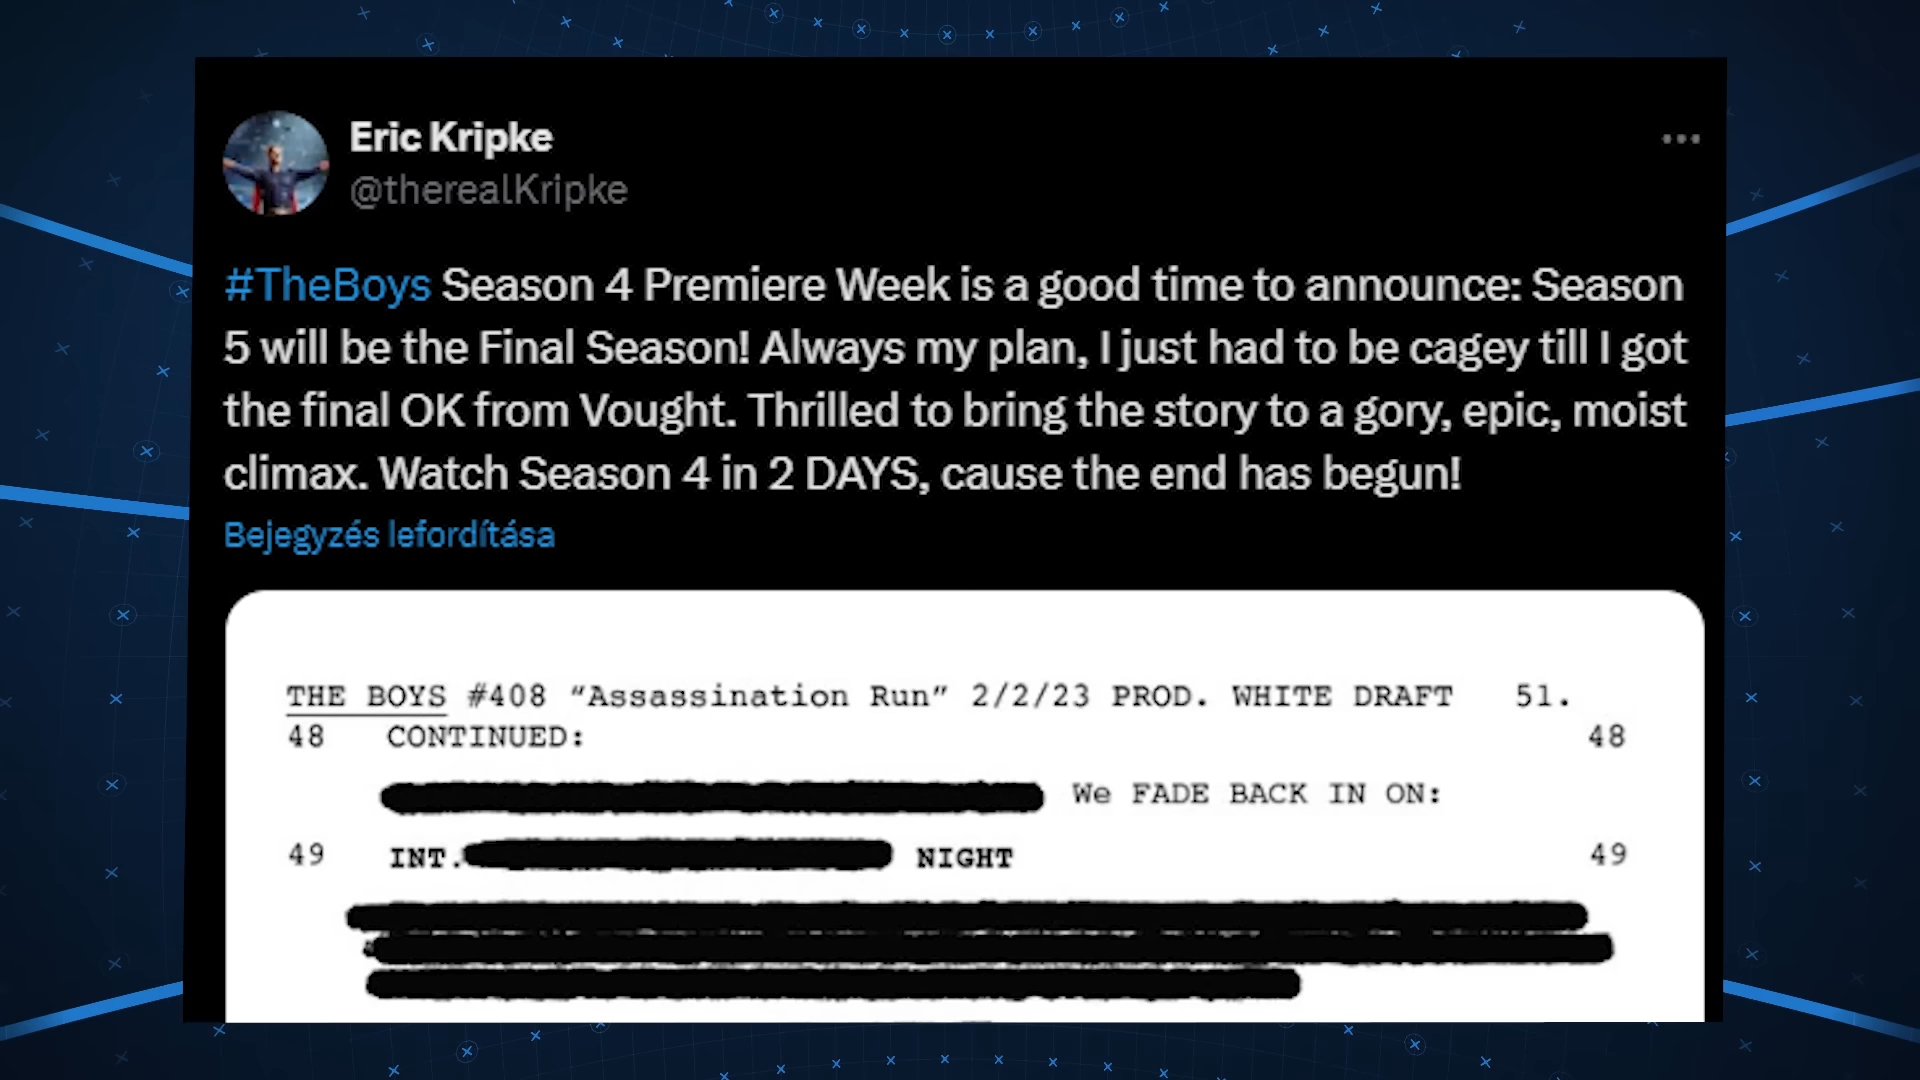 Eric Kripke
@therealKripke
#TheBoys Season 4 Premiere Week is a good time to announce: Season
5 will be the Final Season! Always my plan, I just had to be cagey till I got
the final OK from Vought. Thrilled to bring the story to a gory, epic, moist
climax. Watch Season 4 in 2 DAYS, cause the end has begun!
Bejegyzés lefordítása
THE BOYS #408 “Assassination Run” 2/2/23 PROD. WHITE DRAFT 51.
48 CONTINUED: 48
We FADE BACK IN ON:
49 INT. NIGHT 49